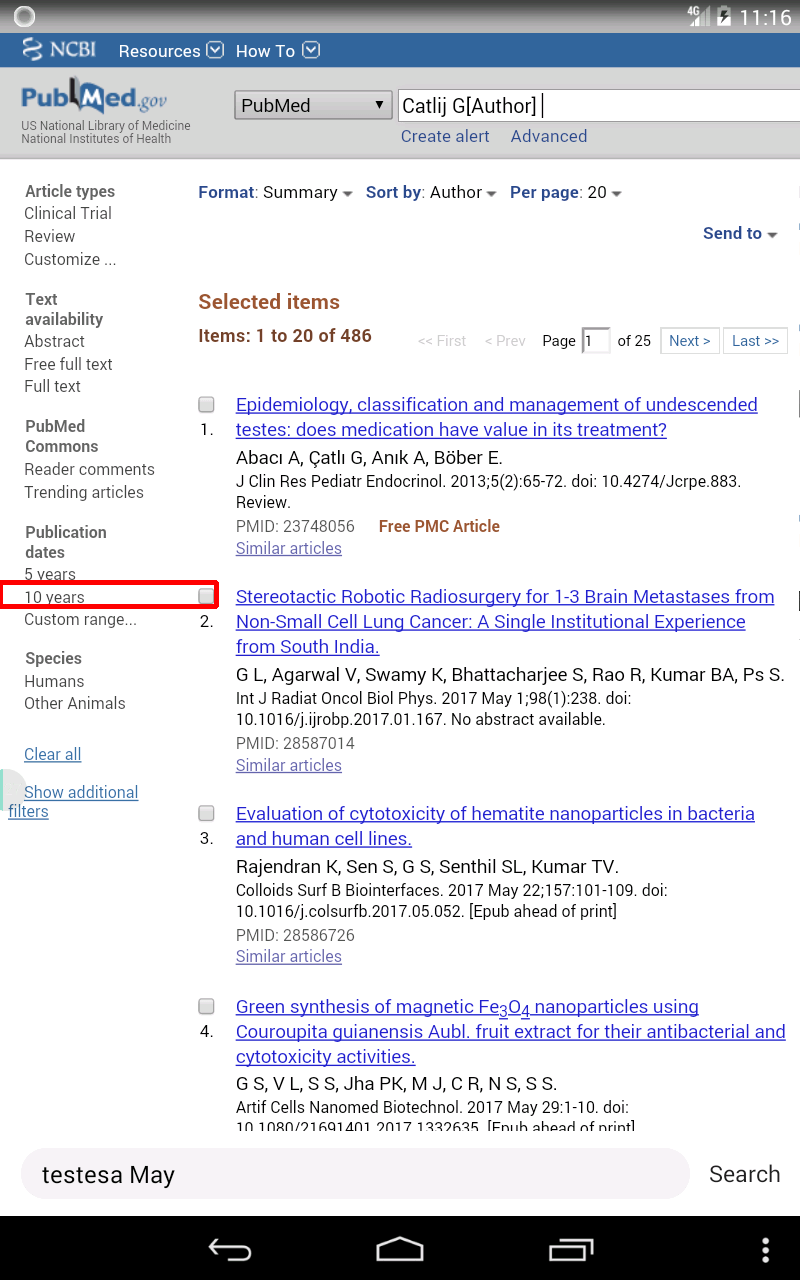 4G 11:16
NCBI Resources How To
PubMed.gov
US National Library of Medicine
National Institutes of Health
PubMed
Catlij G[Author]
Create alert Advanced
Article types
Clinical Trial
Review
Customize ...
Text
availability
Abstract
Free full text
Full text
PubMed
Commons
Reader comments
Trending articles
Publication
dates
5 years
10 years
Custom range...
Species
Humans
Other Animals
Clear all
Show additional
filters
Format: Summary Sort by: Author Per page: 20
Send to
Selected items
Items: 1 to 20 of 486
<< First < Prev Page 1 of 25 Next > Last >>
Epidemiology, classification and management of undescended
1. testes: does medication have value in its treatment?
Abacı A, Çatlı G, Anık A, Böber E.
J Clin Res Pediatr Endocrinol. 2013;5(2):65-72. doi: 10.4274/Jcrpe.883.
Review.
PMID: 23748056 Free PMC Article
Similar articles
Stereotactic Robotic Radiosurgery for 1-3 Brain Metastases from
2. Non-Small Cell Lung Cancer: A Single Institutional Experience
from South India.
G L, Agarwal V, Swamy K, Bhattacharjee S, Rao R, Kumar BA, Ps S.
Int J Radiat Oncol Biol Phys. 2017 May 1;98(1):238. doi:
10.1016/j.ijrobp.2017.01.167. No abstract available.
PMID: 28587014
Similar articles
Evaluation of cytotoxicity of hematite nanoparticles in bacteria
3. and human cell lines.
Rajendran K, Sen S, G S, Senthil SL, Kumar TV.
Colloids Surf B Biointerfaces. 2017 May 22;157:101-109. doi:
10.1016/j.colsurfb.2017.05.052. [Epub ahead of print]
PMID: 28586726
Similar articles
Green synthesis of magnetic Fe3O4 nanoparticles using
4. Couroupita guianensis Aubl. fruit extract for their antibacterial and
cytotoxicity activities.
G S, V L, S S, Jha PK, M J, C R, N S, S S.
Artif Cells Nanomed Biotechnol. 2017 May 29:1-10. doi:
10.1080/21691401.2017.1332635. [Epub ahead of print]
testesa May Search